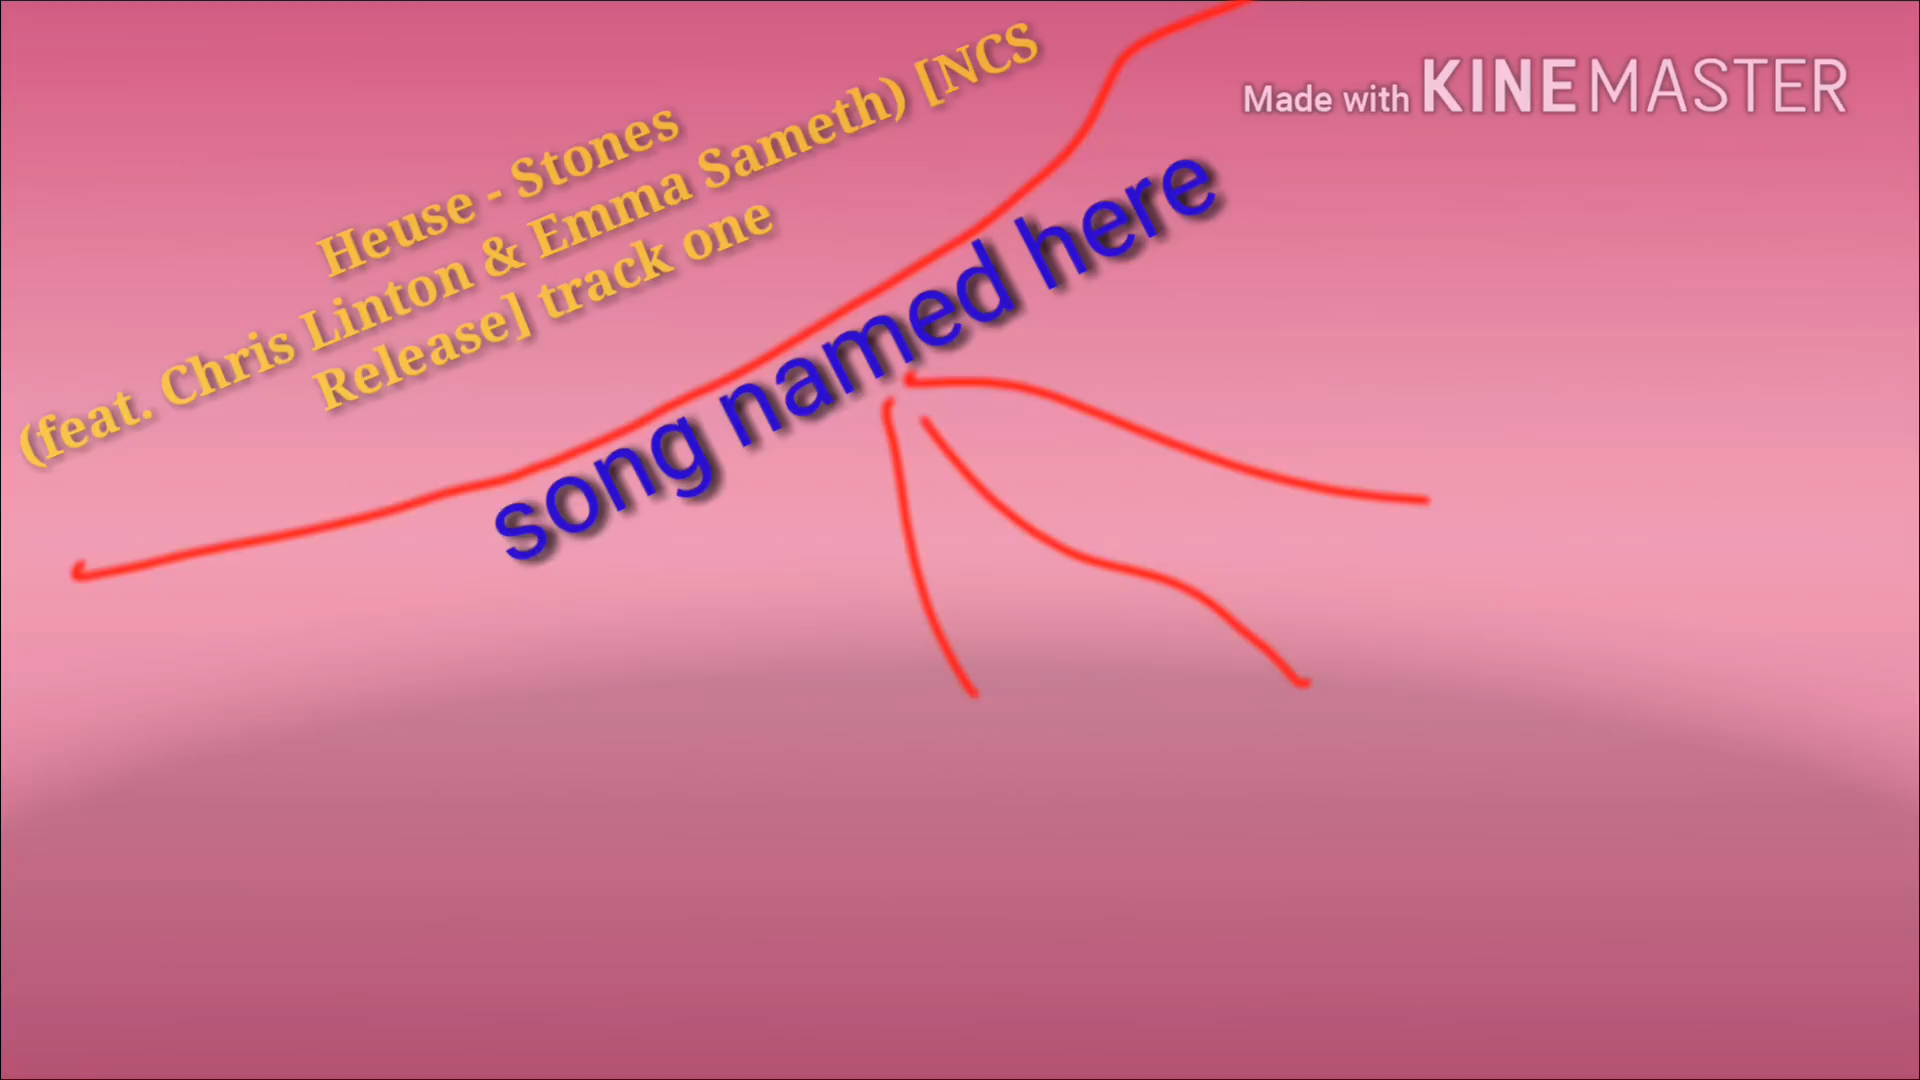 Made with KINEMASTER
Heuse - Stones
(feat. Chris Linton & Emma Sameth) [NCS
Release] track one
song named here